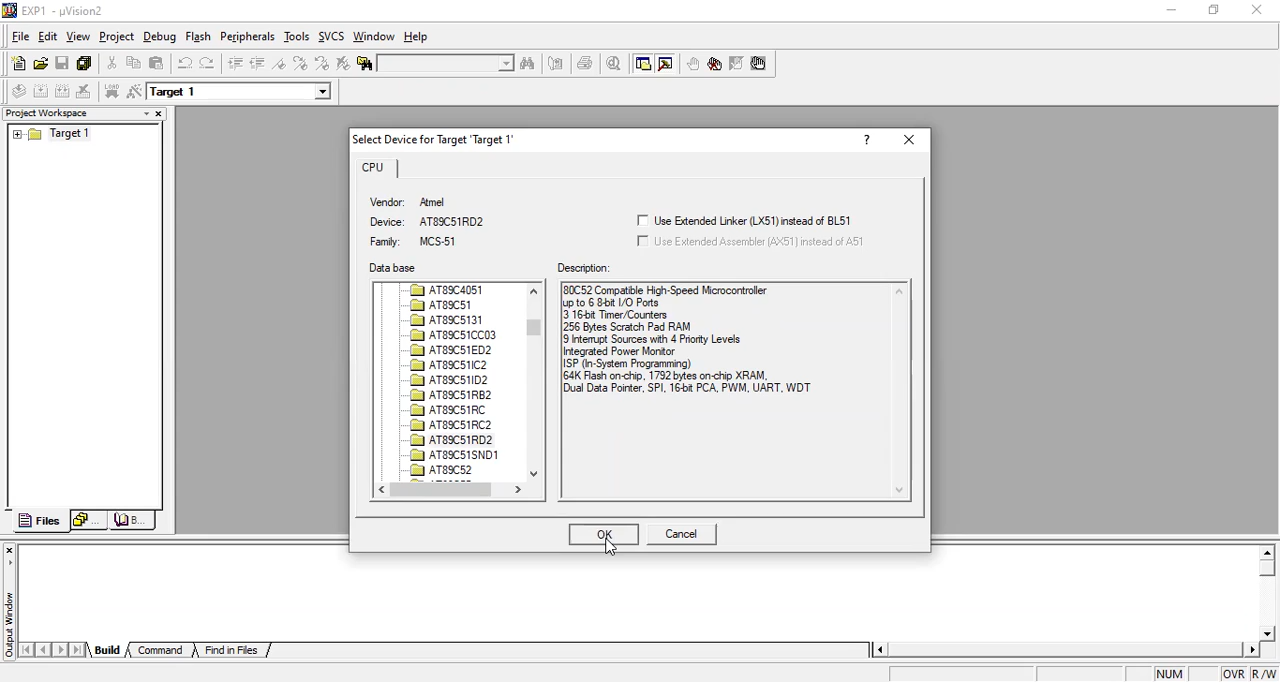 EXP1 - µVision2
File Edit View Project Debug Flash Peripherals Tools SVCS Window Help
LOAD
Target 1
Project Workspace
Target 1
Files
B...
Select Device for Target 'Target 1'
CPU
Vendor: Atmel
Device: AT89C51RD2
Family: MCS-51
Use Extended Linker (LX51) instead of BL51
Use Extended Assembler (AX51) instead of A51
Data base
AT89C4051
AT89C51
AT89C5131
AT89C51CC03
AT89C51ED2
AT89C51IC2
AT89C51ID2
AT89C51RB2
AT89C51RC
AT89C51RC2
AT89C51RD2
AT89C51SND1
AT89C52
Description:
80C52 Compatible High-Speed Microcontroller
up to 6 8-bit I/O Ports
3 16-bit Timer/Counters
256 Bytes Scratch Pad RAM
9 Interrupt Sources with 4 Priority Levels
Integrated Power Monitor
ISP (In-System Programming)
64K Flash on-chip, 1792 bytes on-chip XRAM,
Dual Data Pointer, SPI, 16-bit PCA, PWM, UART, WDT
OK Cancel
Output Window
Build Command Find in Files
NUM OVR R/W